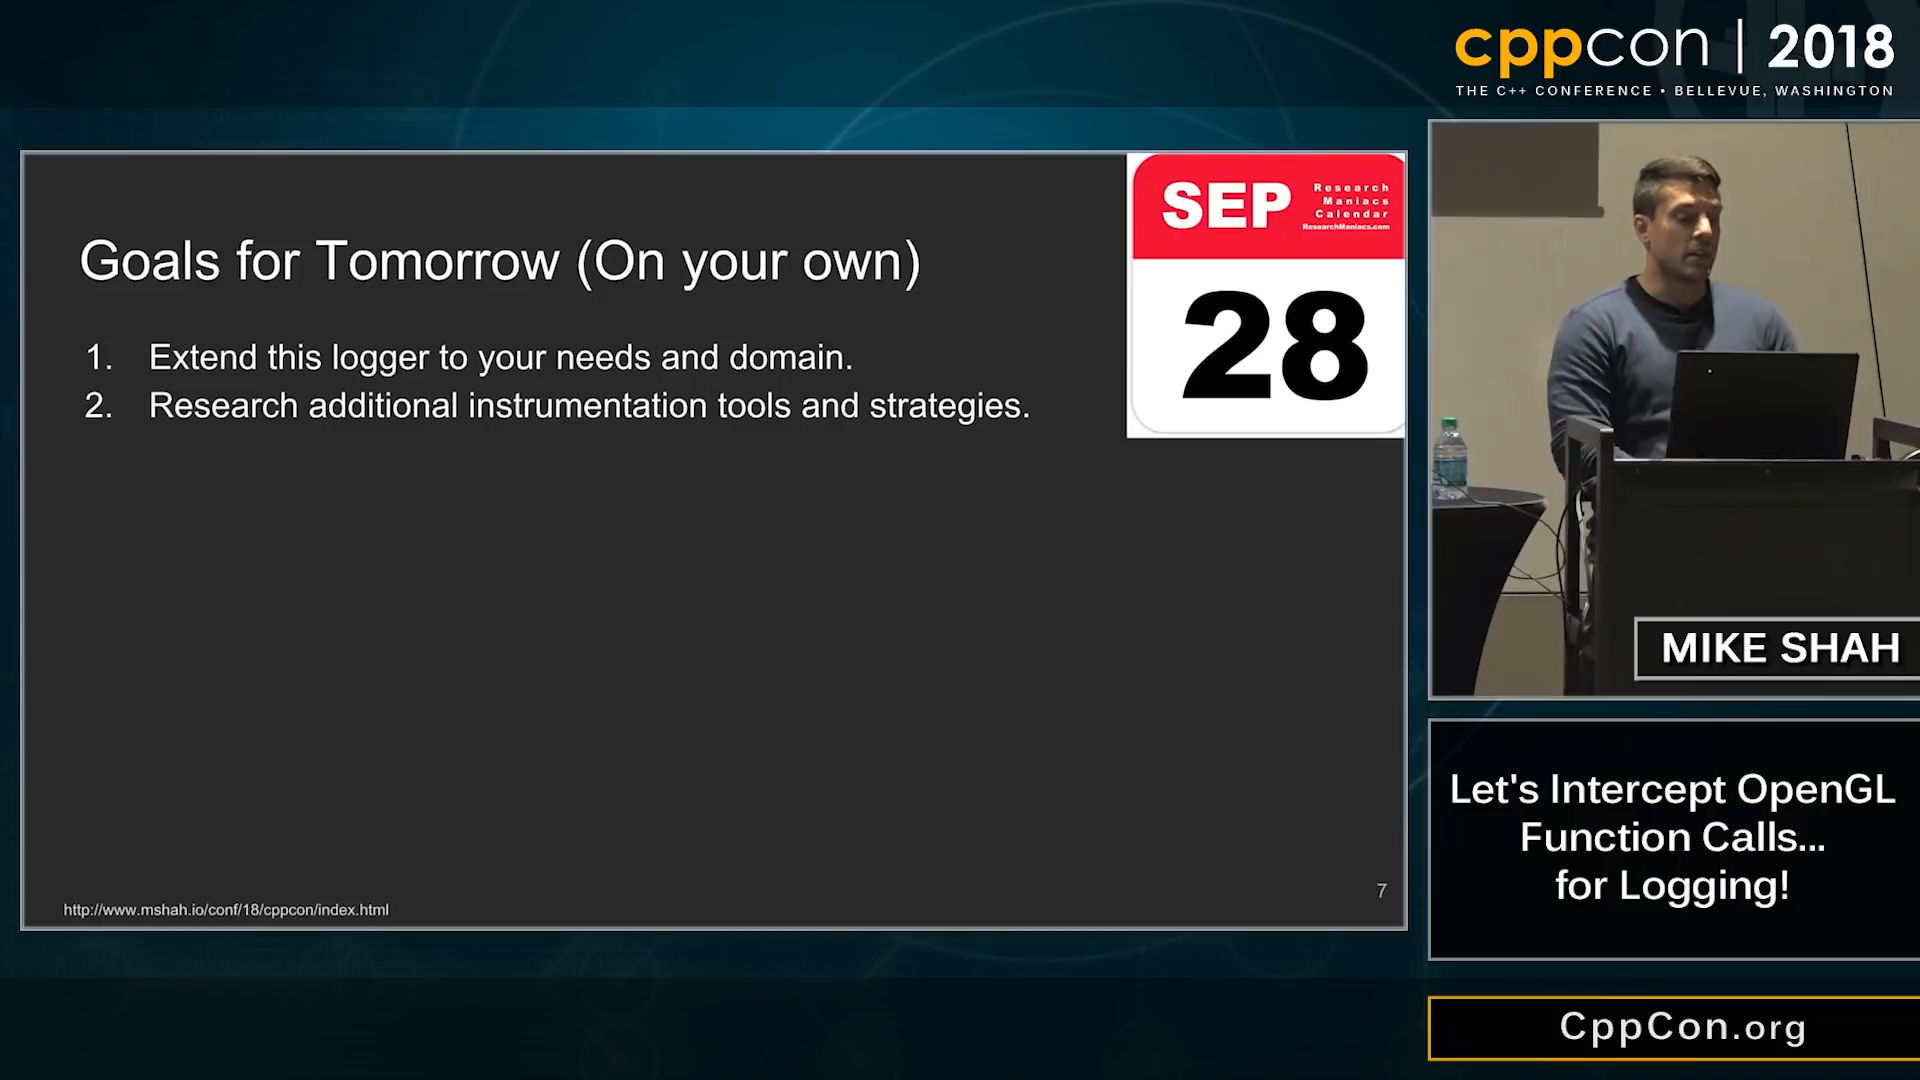 cppcon | 2018
THE C++ CONFERENCE • BELLEVUE, WASHINGTON
SEP
Research
Maniacs
Calendar
ResearchManiacs.com
28
Goals for Tomorrow (On your own)
1. Extend this logger to your needs and domain.
2. Research additional instrumentation tools and strategies.
http://www.mshah.io/conf/18/cppcon/index.html
7
MIKE SHAH
Let's Intercept OpenGL
Function Calls...
for Logging!
CppCon.org